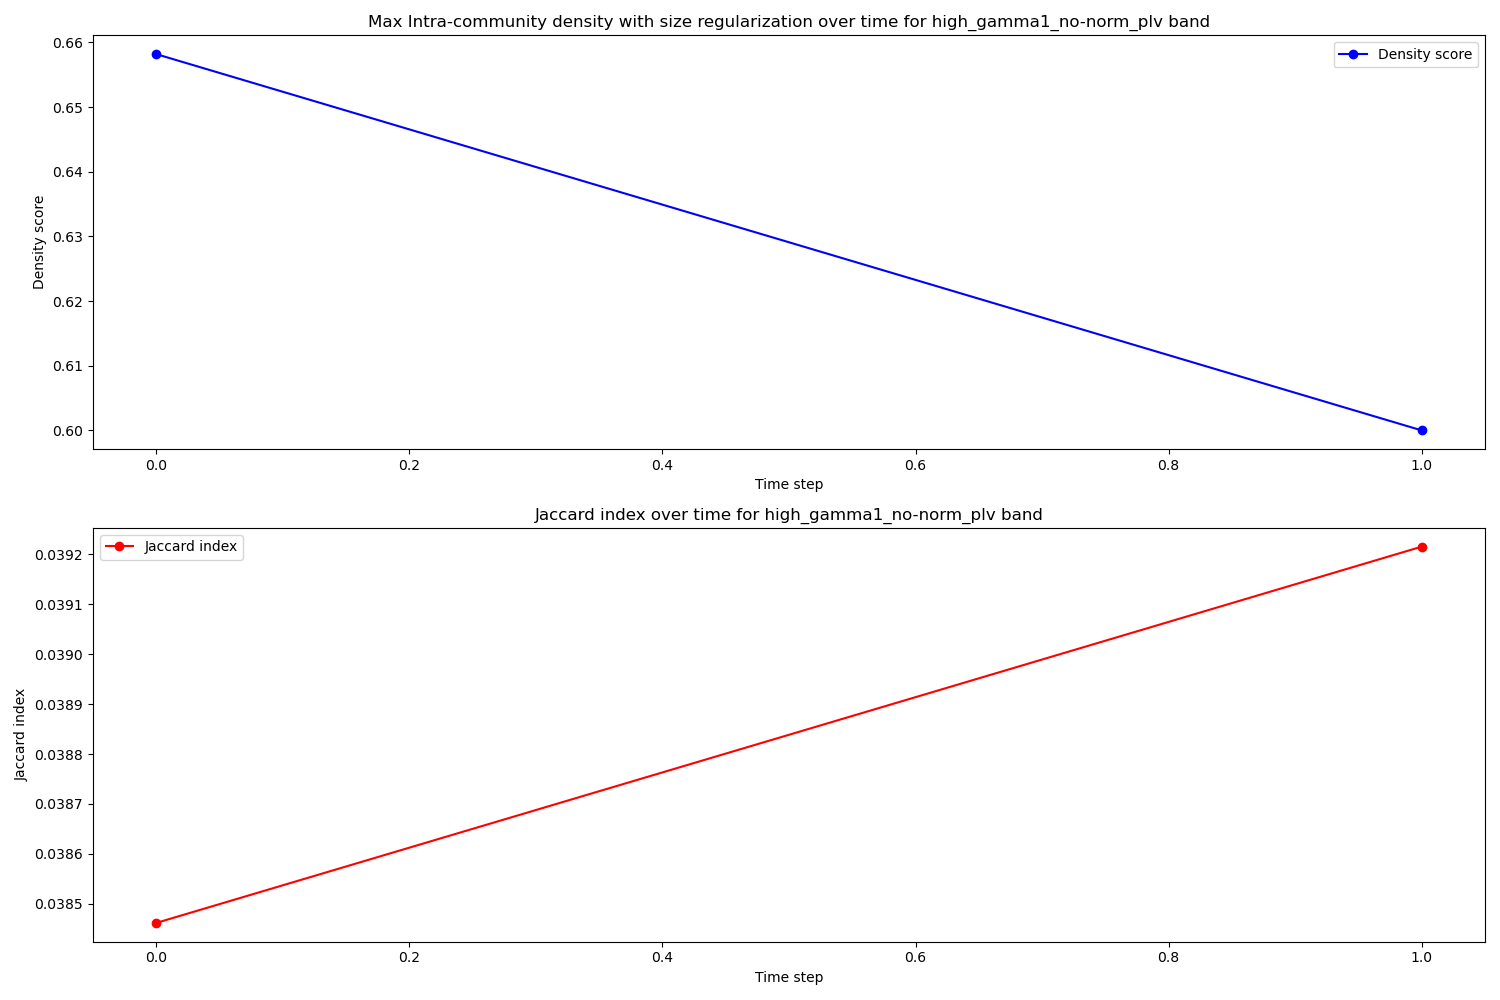 Max Intra-community density with size regularization over time for high_gamma1_no-norm_plv band
Density score
0.66
0.65
0.64
0.63
0.62
0.61
0.60
Density score
0.0 0.2 0.4 0.6 0.8 1.0
Time step
Jaccard index over time for high_gamma1_no-norm_plv band
Jaccard index
0.0392
0.0391
0.0390
0.0389
0.0388
0.0387
0.0386
0.0385
Jaccard index
0.0 0.2 0.4 0.6 0.8 1.0
Time step